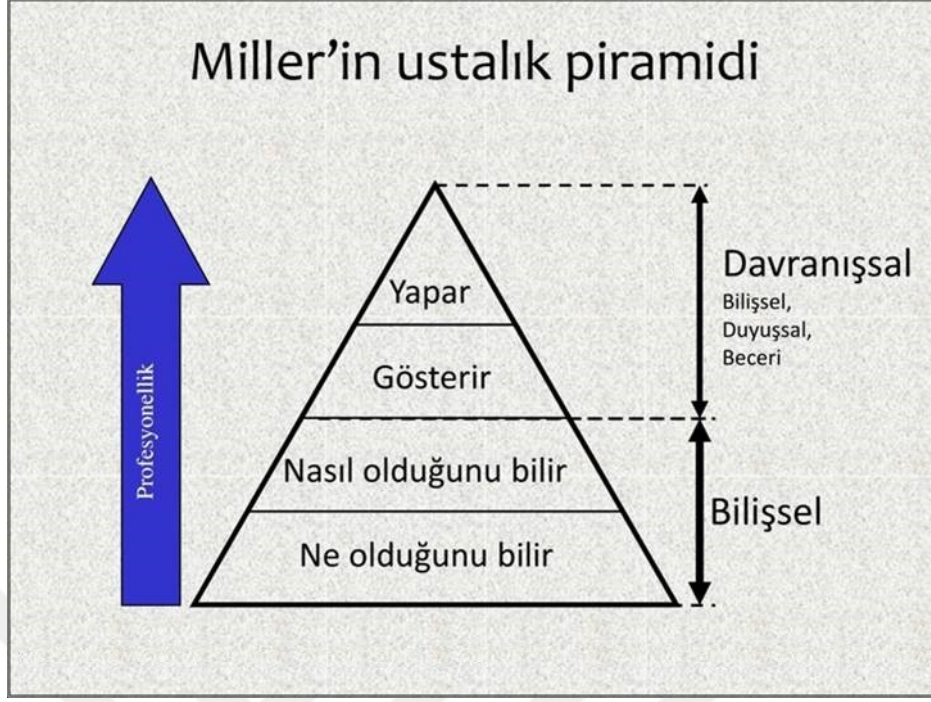 Miller’in ustalık piramidi
Profesyonellik
Yapar
Gösterir
Nasıl olduğunu bilir
Ne olduğunu bilir
Davranışsal
Bilişsel,
Duyuşsal,
Beceri
Bilişsel